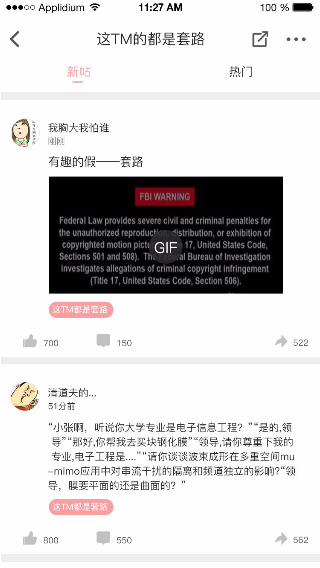 Applidium
11:27 AM
100 %
这TM的都是套路
新帖
热门
我胸大我怕谁
刚刚
有趣的假——套路
FBI WARNING
Federal Law provides severe civil and criminal penalties for
the unauthorized reproduction, distribution, or exhibition of
copyrighted motion pictu 17, United States Code,
GIF
Sections 501 and 508). The Federal Bureau of Investigation
investigates allegations of criminal copyright infringement
(Title 17, United States Code, Section 506).
这TM都是套路
700
150
522
清道夫的...
51分前
“小张啊，听说你大学专业是电子信息工程？”“是的,领
导”“那好,你帮我去买块钢化膜”“领导,请你尊重下我的
专业,电子工程是....”“请你谈谈波束成形在多重空间mu
-mimo应用中对串流干扰的隔离和频道独立的影响?”“领
导，膜要平面的还是曲面的？”
这TM都是套路
800
550
562